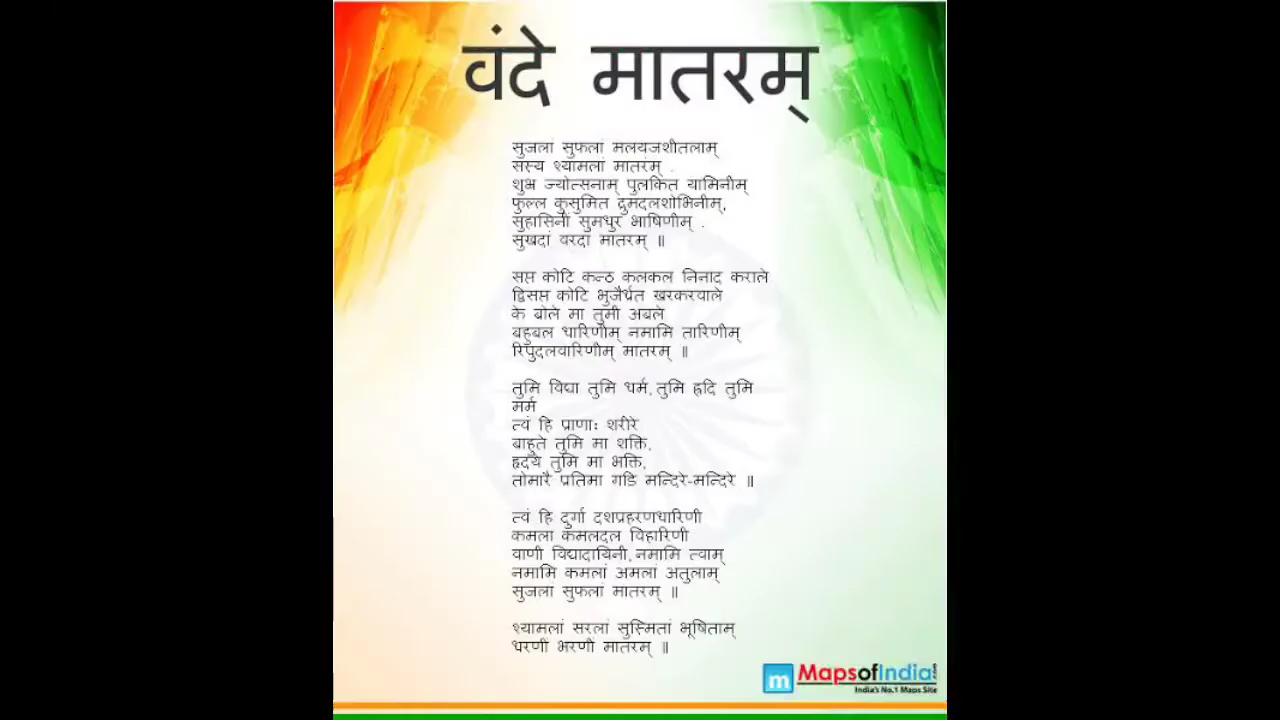 वंदे मातरम्
सुजलां सुफलां मलयजशीतलाम्
सस्य श्यामलां मातरंम् .
शुभ्र ज्योत्सनाम् पुलकित यामिनीम्
फुल्ल कुसुमित द्रुमदलशोभिनीम्,
सुहासिनीं सुमधुर भाषिणीम् .
सुखदां वरदां मातरम् ॥
सप्त कोटि कन्ठ कलकल निनाद कराले
द्विसप्त कोटि भुजैर्ध्रत खरकरवाले
के बोले मा तुमी अबले
बहुबल धारिणीम् नमामि तारिणीम्
रिपुदलवारिणीम् मातरम् ॥
तुमि विद्या तुमि धर्म, तुमि ह्रदि तुमि
मर्म
त्वं हि प्राणाः शरीरे
बाहुते तुमि मा शक्ति,
हृदये तुमि मा भक्ति,
तोमारै प्रतिमा गडि मन्दिरे-मन्दिरे ॥
त्वं हि दुर्गा दशप्रहरणधारिणी
कमला कमलदल विहारिणी
वाणी विद्यादायिनी, नमामि त्वाम्
नमामि कमलां अमलां अतुलाम्
सुजलां सुफलां मातरम् ॥
श्यामलां सरलां सुस्मितां भूषिताम्
धरणीं भरणीं मातरम् ॥
m MapsofIndia.com
India's No.1 Maps Site